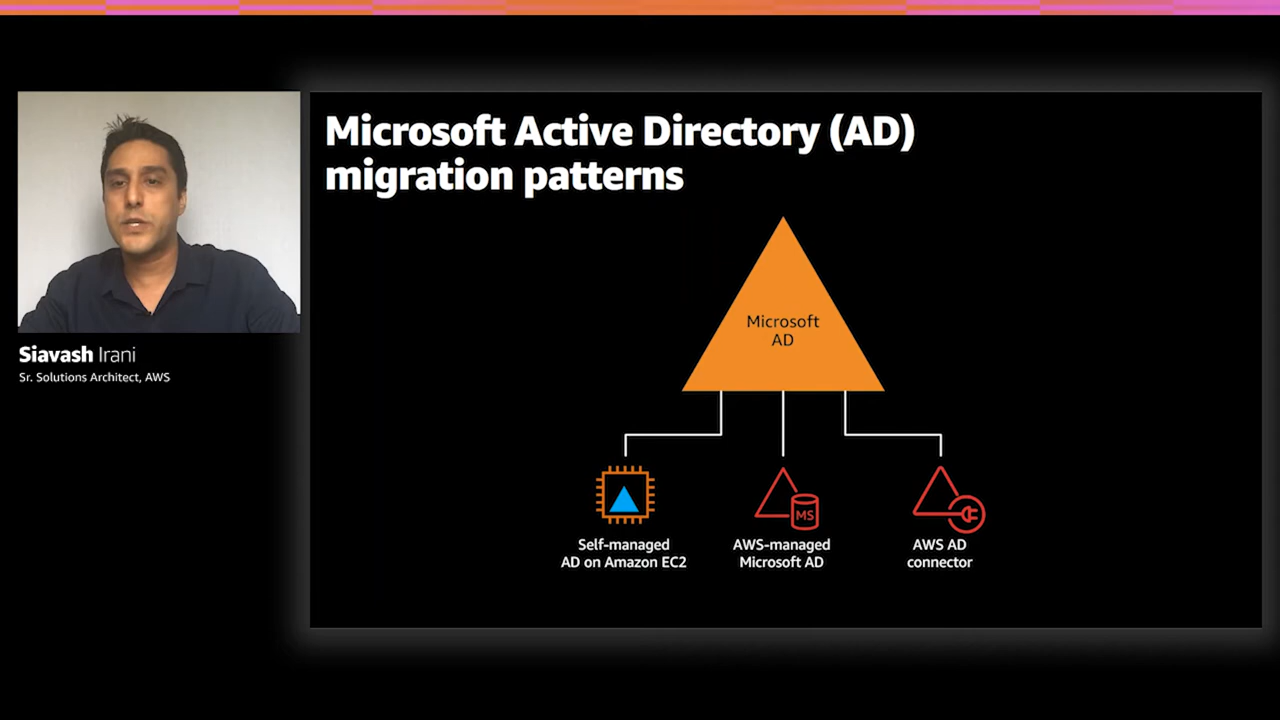 Microsoft Active Directory (AD)
migration patterns
Microsoft
AD
Siavash Irani
Sr. Solutions Architect, AWS
MS
Self-managed
AD on Amazon EC2
AWS-managed
Microsoft AD
AWS AD
connector